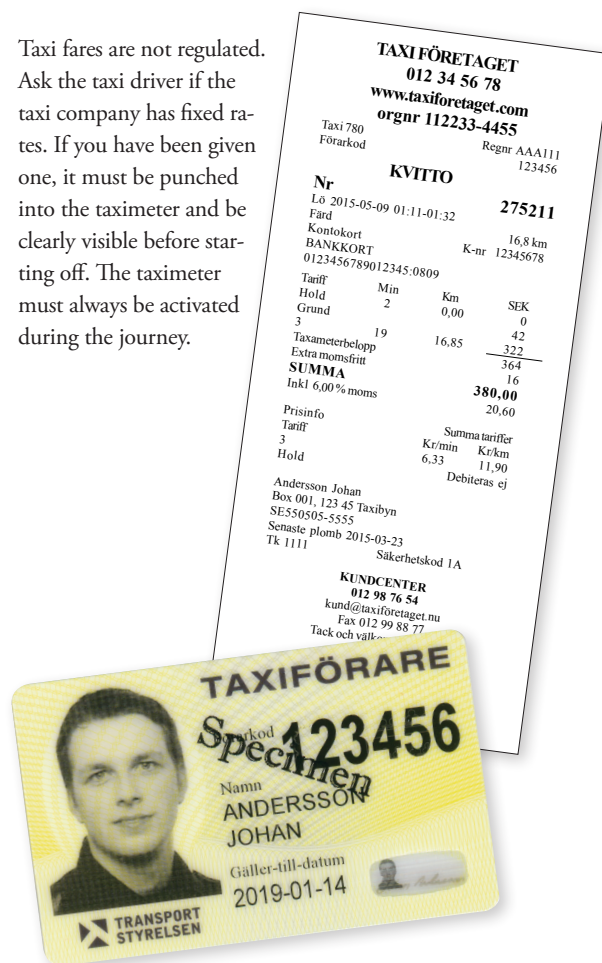 Taxi fares are not regulated.
Ask the taxi driver if the
taxi company has fixed ra-
tes. If you have been given
one, it must be punched
into the taximeter and be
clearly visible before star-
ting off. The taximeter
must always be activated
during the journey.
TAXI FÖRETAGET
012 34 56 78
www.taxiforetaget.com
orgnr 112233-4455
Taxi 780 Regnr AAA111
Förarkod 123456
KVITTO
Nr 275211
Lö 2015-05-09 01:11-01:32
Färd 16,8 km
Kontokort K-nr 12345678
BANKKORT
0123456789012345:0809
Tariff Min Km SEK
Hold 2 0,00 0
Grund 42
3 19 16,85 322
Taxameterbelopp 364
Extra momsfritt 16
SUMMA 380,00
Inkl 6,00 % moms 20,60
Prisinfo Summa tariffer
Tariff Kr/min Kr/km
3 6,33 11,90
Hold Debiteras ej
Andersson Johan
Box 001, 123 45 Taxibyn
SE550505-5555
Senaste plomb 2015-03-23
Tk 1111 Säkerhetskod 1A
KUNDCENTER
012 98 76 54
kund@taxiföretaget.nu
Fax 012 99 88 77
Tack och
TAXIFÖRARE
123456
Specimen
Namn
ANDERSSON
JOHAN
Gäller-till-datum
2019-01-14
TRANSPORT
STYRELSEN